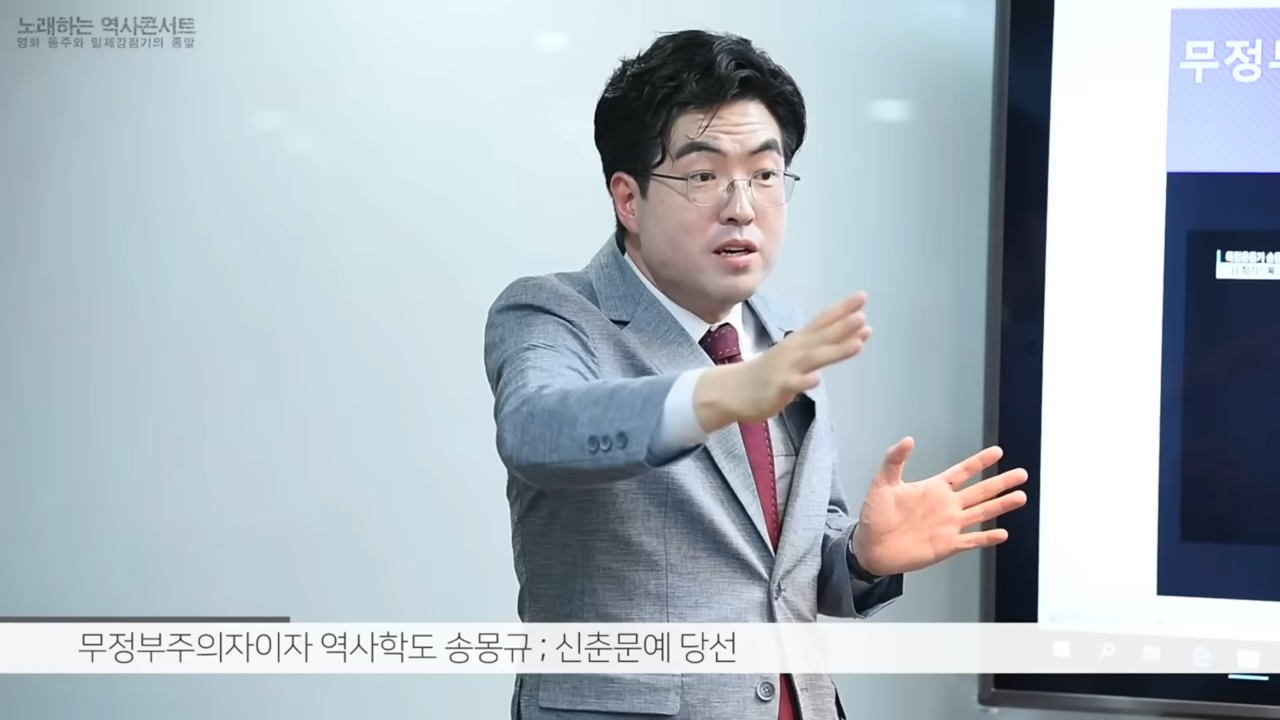 노래하는 역사콘서트
영화 동주와 일제강점기의 종말
무정부
무정부주의자이자 역사학도 송몽규 ; 신춘문예 당선